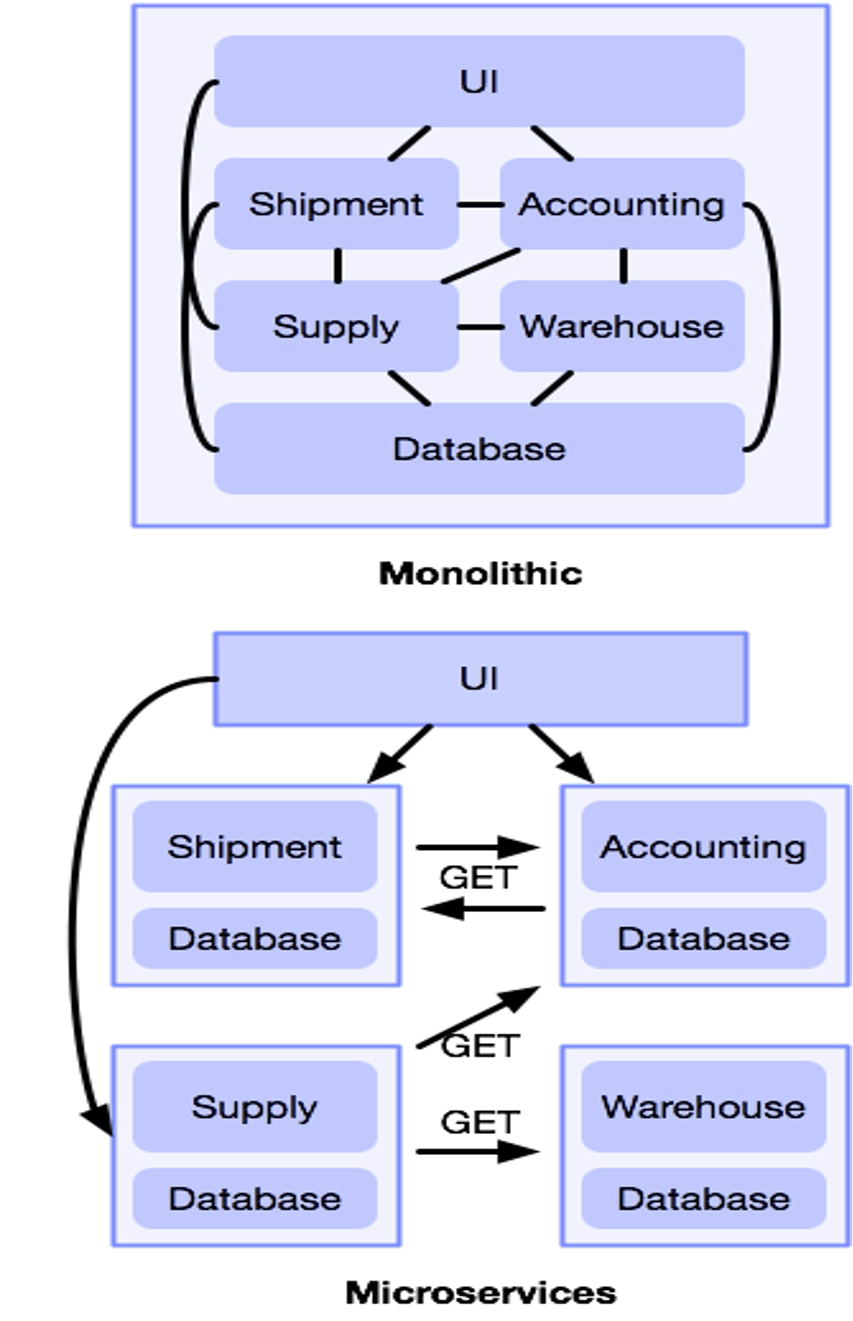 UI
Shipment Accounting
Supply Warehouse
Database
Monolithic
UI
Shipment Accounting
GET
Database Database
GET
Supply Warehouse
GET
Database Database
Microservices